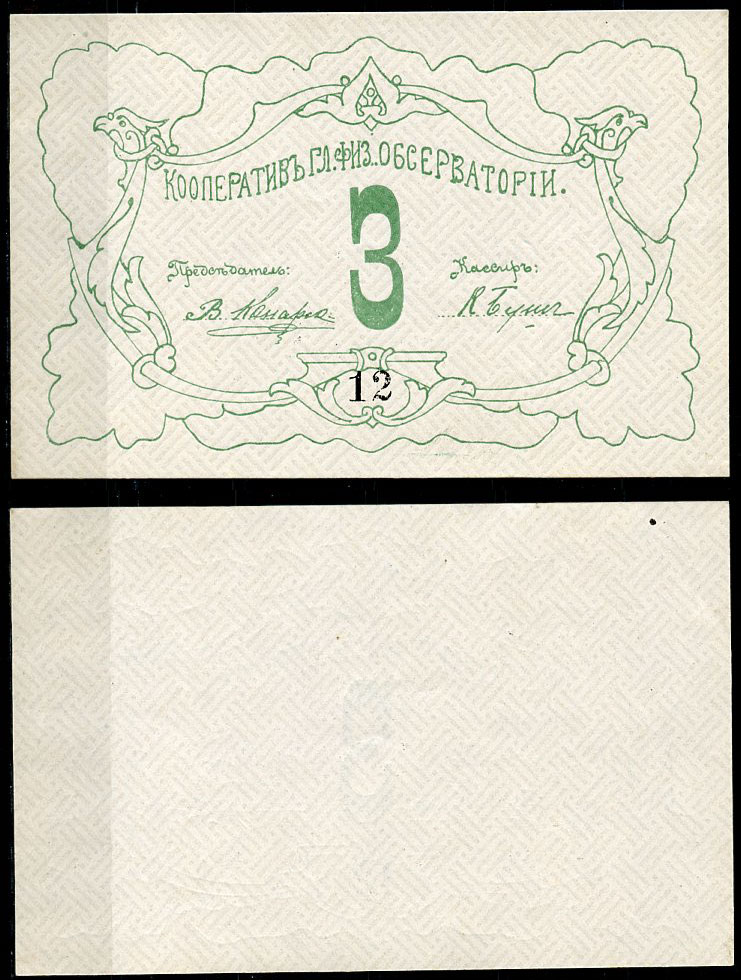 КООПЕРАТИВЪ ГЛ. ФИЗ. ОБСЕРВАТОРІИ.
3
Предсѣдатель: Кассиръ:
В. К.
12